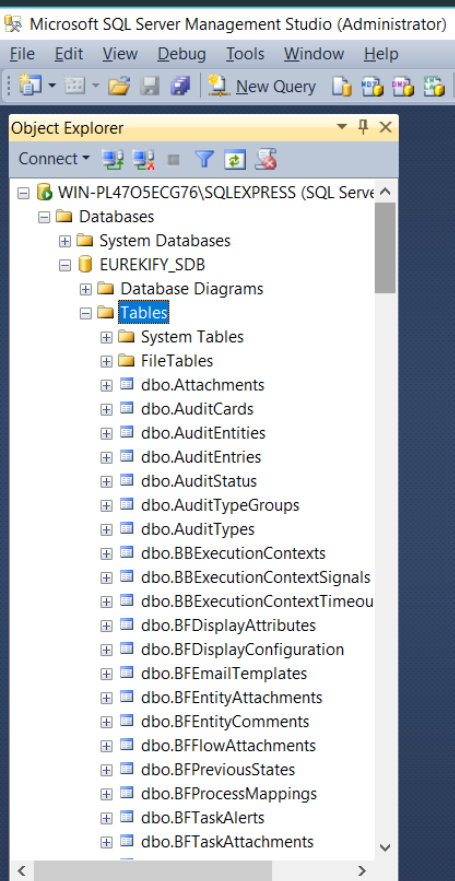 Microsoft SQL Server Management Studio (Administrator)
File Edit View Debug Tools Window Help
New Query
Object Explorer
Connect
WIN-PL47O5ECG76\SQLEXPRESS (SQL Serve
Databases
System Databases
EUREKIFY_SDB
Database Diagrams
Tables
System Tables
FileTables
dbo.Attachments
dbo.AuditCards
dbo.AuditEntities
dbo.AuditEntries
dbo.AuditStatus
dbo.AuditTypeGroups
dbo.AuditTypes
dbo.BBExecutionContexts
dbo.BBExecutionContextSignals
dbo.BBExecutionContextTimeou
dbo.BFDisplayAttributes
dbo.BFDisplayConfiguration
dbo.BFEmailTemplates
dbo.BFEntityAttachments
dbo.BFEntityComments
dbo.BFFlowAttachments
dbo.BFPreviousStates
dbo.BFProcessMappings
dbo.BFTaskAlerts
dbo.BFTaskAttachments